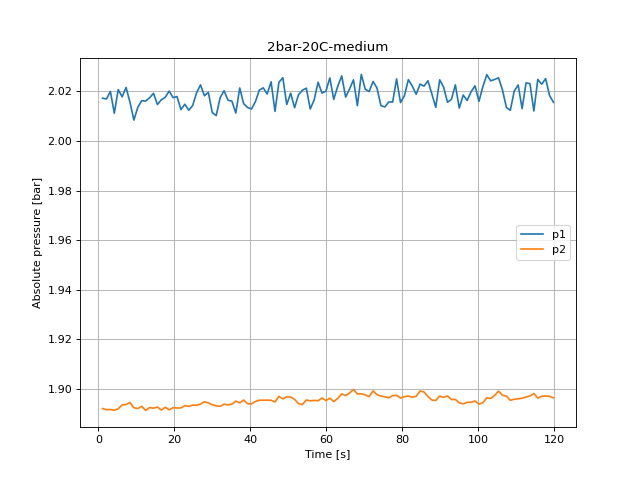 2bar-20C-medium
Absolute pressure [bar]
2.02
2.00
1.98
1.96
1.94
1.92
1.90
p1
p2
0 20 40 60 80 100 120
Time [s]